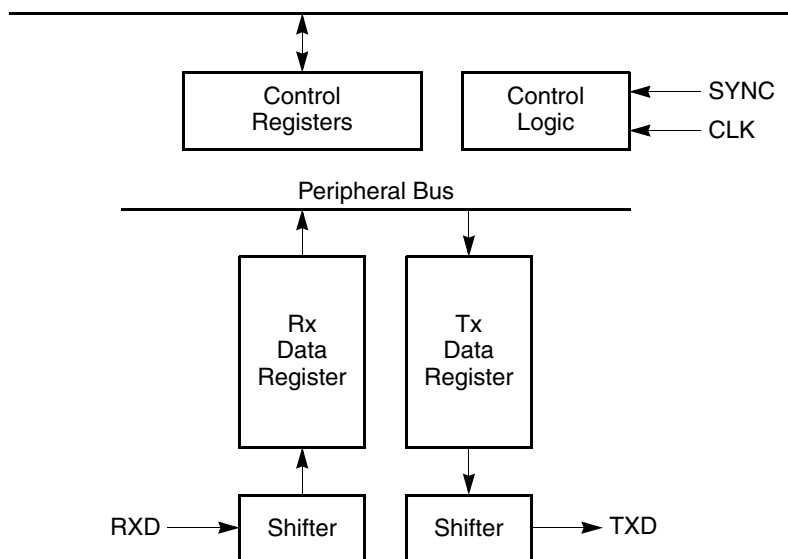 Control
Registers
Control
Logic
SYNC
CLK
Peripheral Bus
Rx
Data
Register
Tx
Data
Register
RXD
Shifter
Shifter
TXD